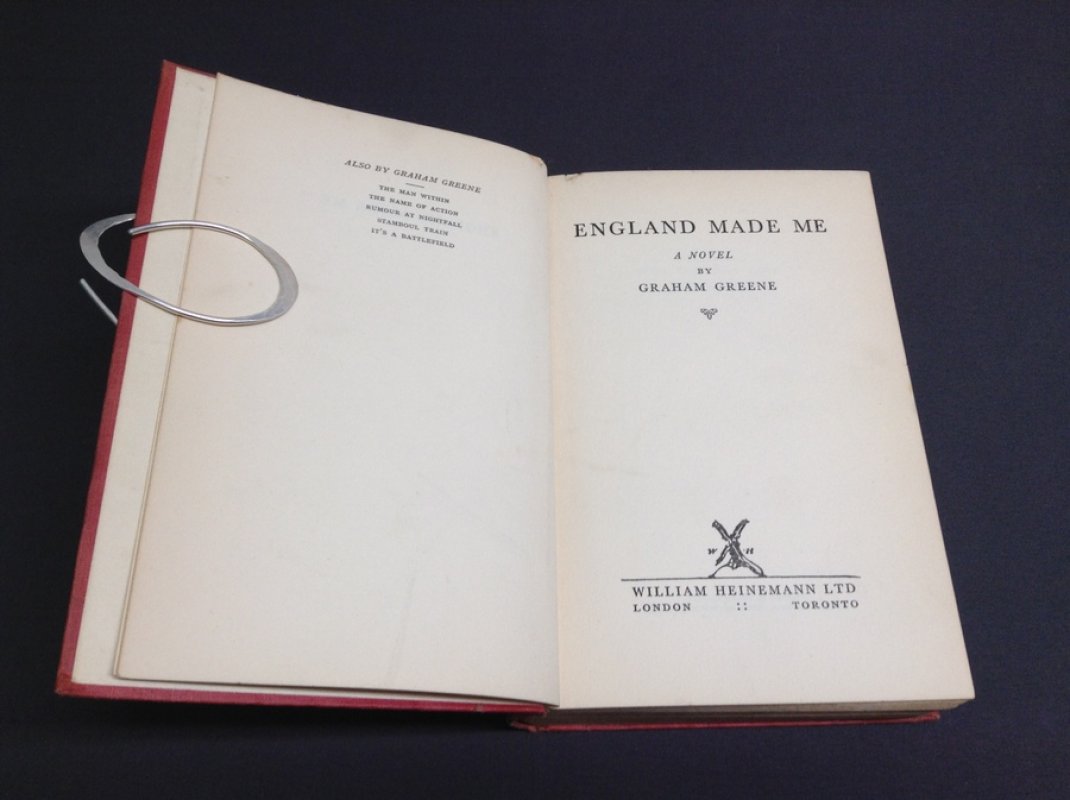 ALSO BY GRAHAM GREENE
THE MAN WITHIN
THE NAME OF ACTION
RUMOUR AT NIGHTFALL
STAMBOUL TRAIN
IT'S A BATTLEFIELD
ENGLAND MADE ME
A NOVEL
BY
GRAHAM GREENE
W H
WILLIAM HEINEMANN LTD
LONDON :: TORONTO